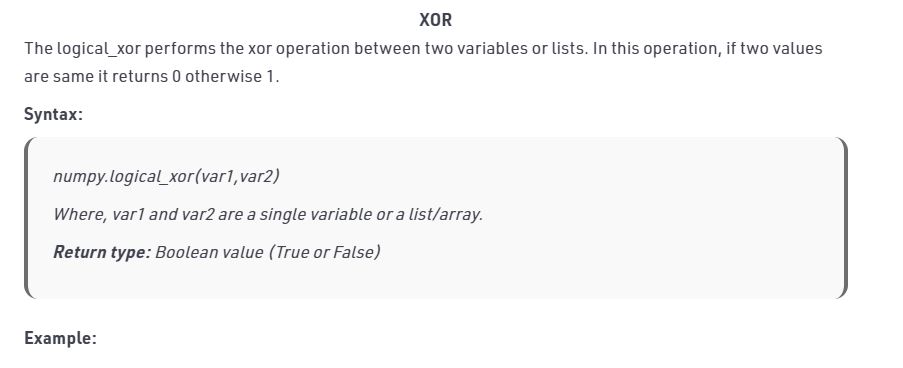 XOR
The logical_xor performs the xor operation between two variables or lists. In this operation, if two values
are same it returns 0 otherwise 1.
Syntax:
numpy.logical_xor(var1,var2)
Where, var1 and var2 are a single variable or a list/array.
Return type: Boolean value (True or False)
Example: